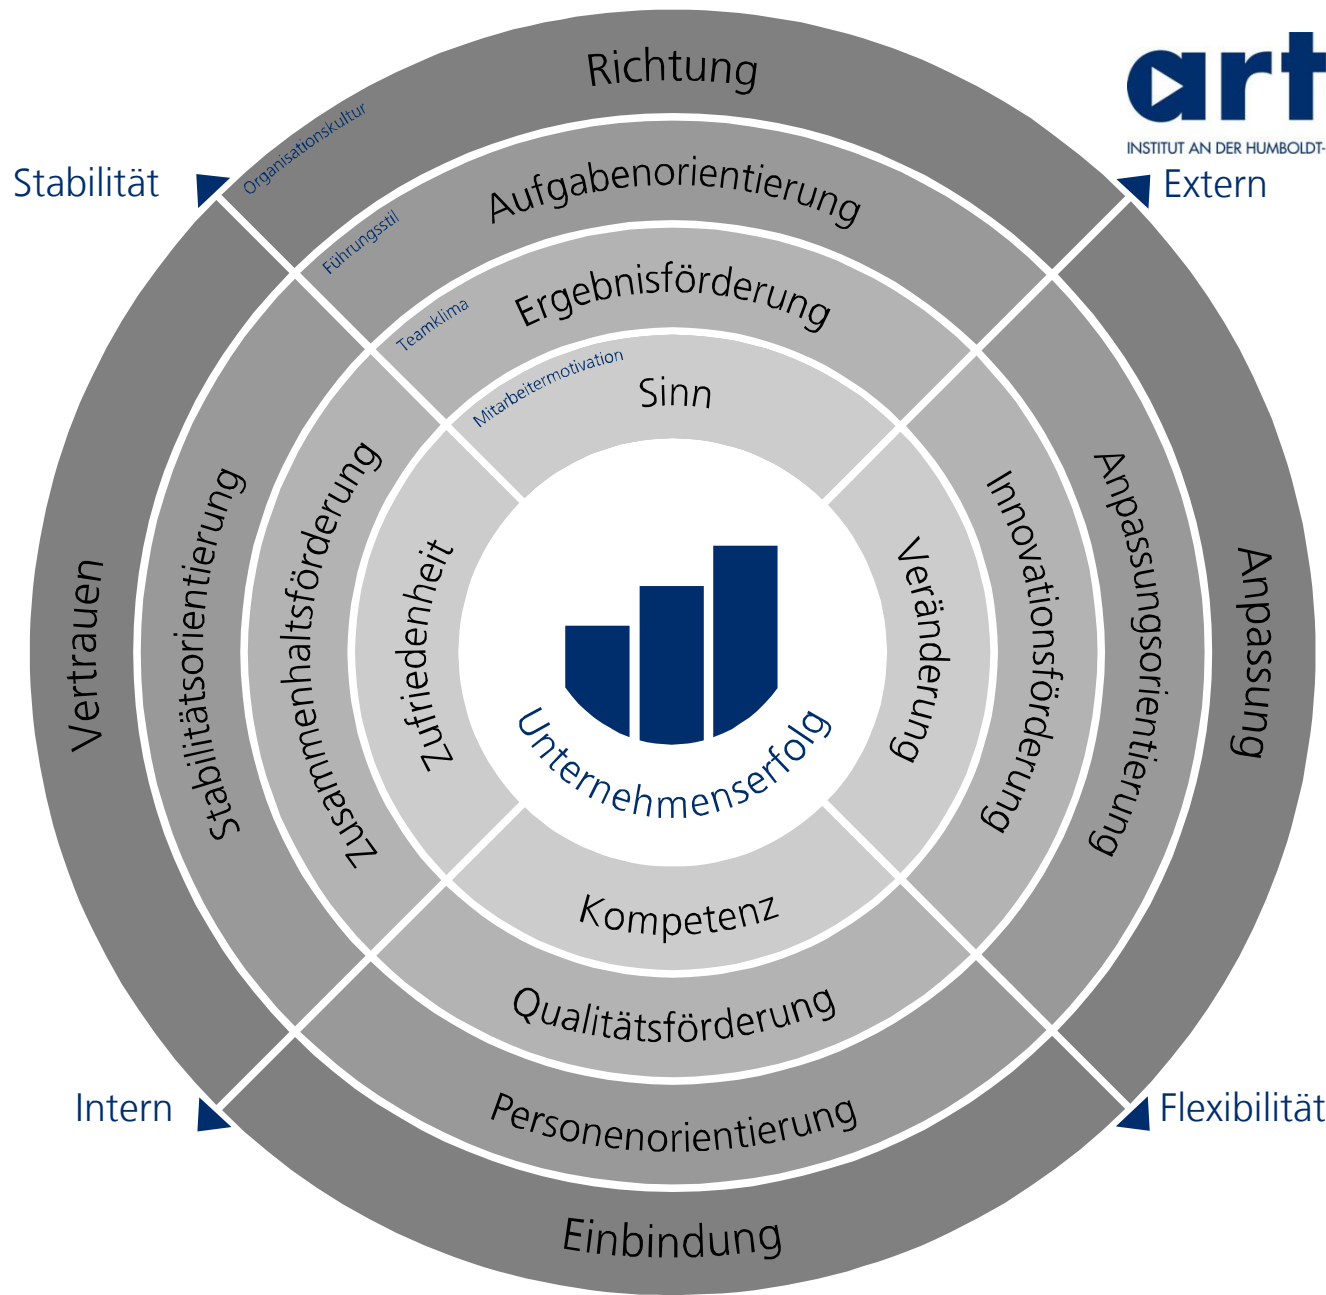 art
INSTITUT AN DER HUMBOLDT-
Stabilität
Extern
Intern
Flexibilität
Organisationskultur
Richtung
Vertrauen
Anpassung
Einbindung
Führungsstil
Aufgabenorientierung
Stabilitätsorientierung
Anpassungsorientierung
Personenorientierung
Teamklima
Ergebnisförderung
Zusammenhaltsförderung
Innovationsförderung
Qualitätsförderung
Mitarbeitermotivation
Sinn
Zufriedenheit
Veränderung
Kompetenz
Unternehmenserfolg